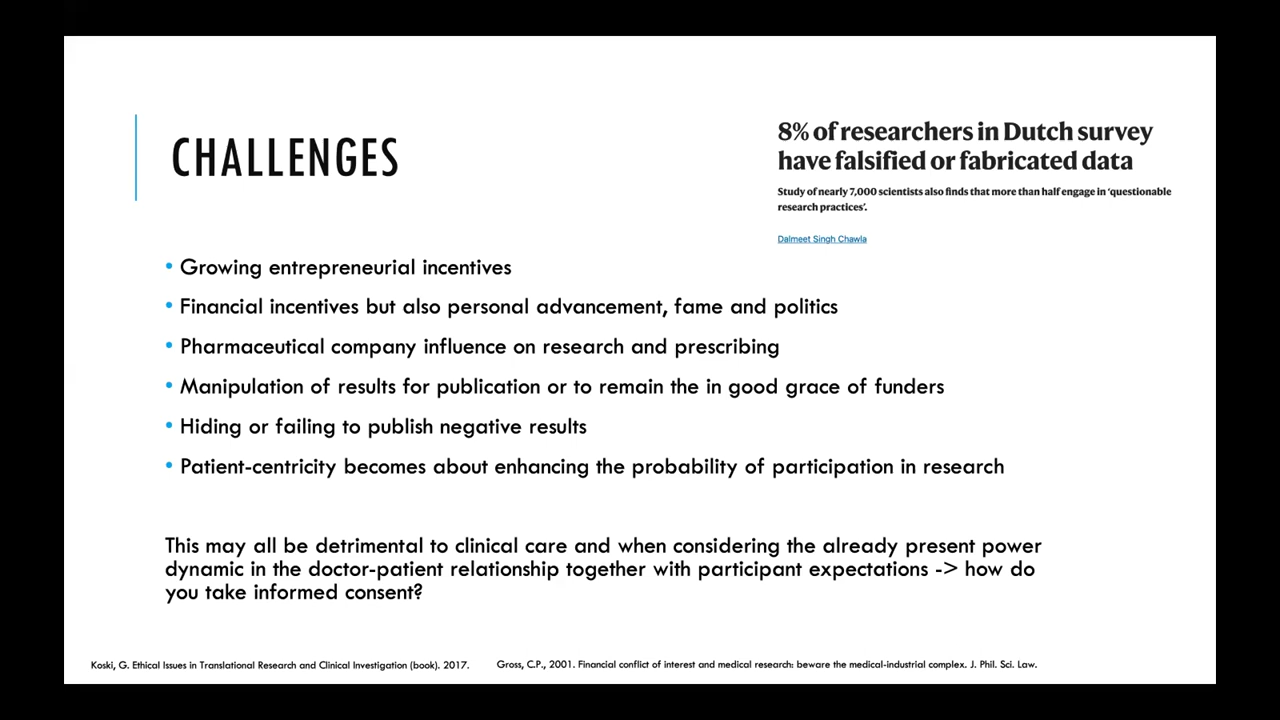 CHALLENGES
8% of researchers in Dutch survey
have falsified or fabricated data
Study of nearly 7,000 scientists also finds that more than half engage in ‘questionable
research practices’.
Dalmeet Singh Chawla
• Growing entrepreneurial incentives
• Financial incentives but also personal advancement, fame and politics
• Pharmaceutical company influence on research and prescribing
• Manipulation of results for publication or to remain the in good grace of funders
• Hiding or failing to publish negative results
• Patient-centricity becomes about enhancing the probability of participation in research
This may all be detrimental to clinical care and when considering the already present power
dynamic in the doctor-patient relationship together with participant expectations -> how do
you take informed consent?
Koski, G. Ethical Issues in Translational Research and Clinical Investigation (book). 2017.
Gross, C.P., 2001. Financial conflict of interest and medical research: beware the medical-industrial complex. J. Phil. Sci. Law.